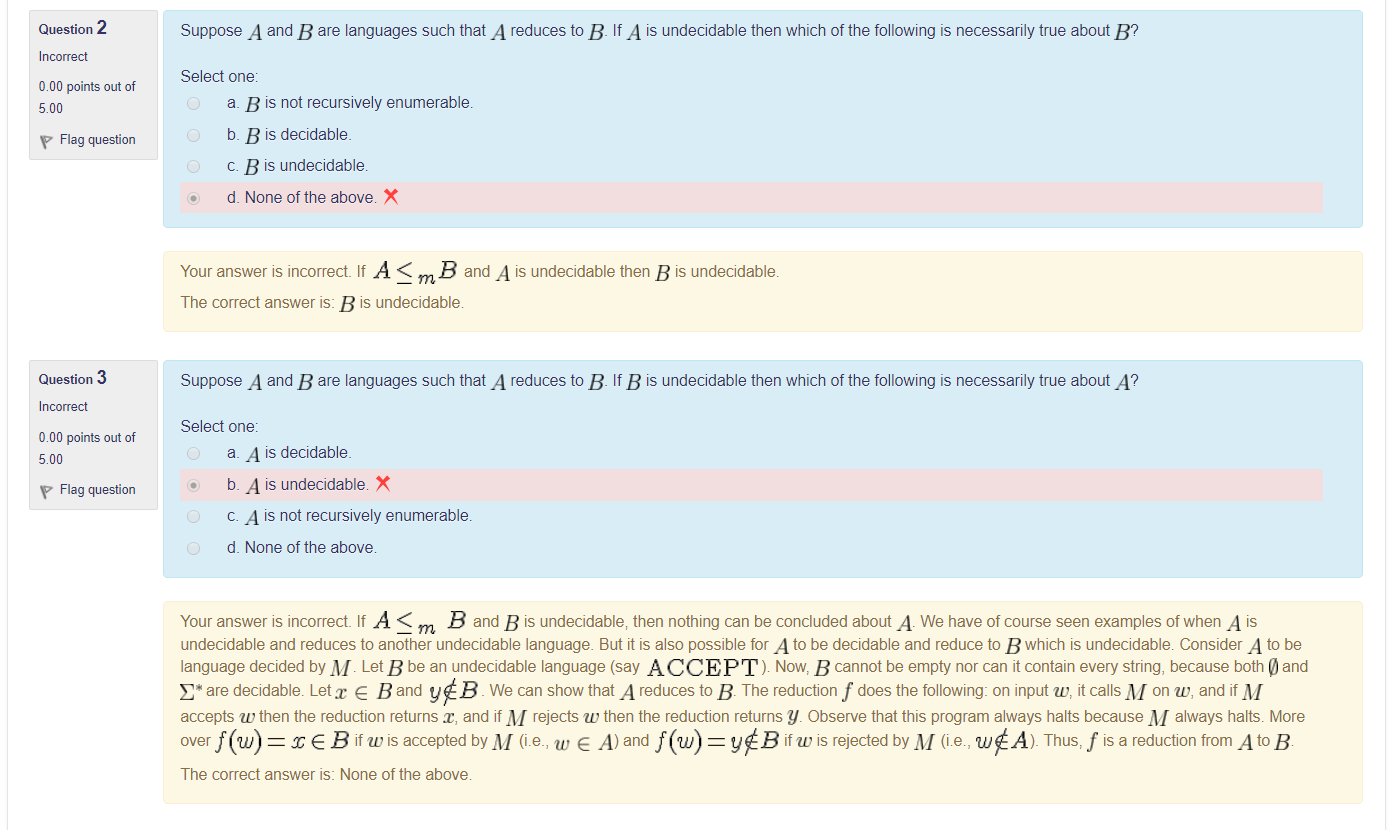 Question 2
Incorrect
0.00 points out of
5.00
Flag question
Suppose A and B are languages such that A reduces to B. If A is undecidable then which of the following is necessarily true about B?
Select one:
a. B is not recursively enumerable.
b. B is decidable.
c. B is undecidable.
d. None of the above.
Your answer is incorrect. If A ≤m B and A is undecidable then B is undecidable.
The correct answer is: B is undecidable.
Question 3
Incorrect
0.00 points out of
5.00
Flag question
Suppose A and B are languages such that A reduces to B. If B is undecidable then which of the following is necessarily true about A?
Select one:
a. A is decidable.
b. A is undecidable.
c. A is not recursively enumerable.
d. None of the above.
Your answer is incorrect. If A ≤m B and B is undecidable, then nothing can be concluded about A. We have of course seen examples of when A is
undecidable and reduces to another undecidable language. But it is also possible for A to be decidable and reduce to B which is undecidable. Consider A to be
language decided by M. Let B be an undecidable language (say ACCEPT). Now, B cannot be empty nor can it contain every string, because both ∅ and
Σ* are decidable. Let x ∈ B and y∉B. We can show that A reduces to B. The reduction f does the following: on input w, it calls M on w, and if M
accepts w then the reduction returns x, and if M rejects w then the reduction returns y. Observe that this program always halts because M always halts. More
over f(w) = x ∈ B if w is accepted by M (i.e., w ∈ A) and f(w) = y∉B if w is rejected by M (i.e., w∉A). Thus, f is a reduction from A to B.
The correct answer is: None of the above.